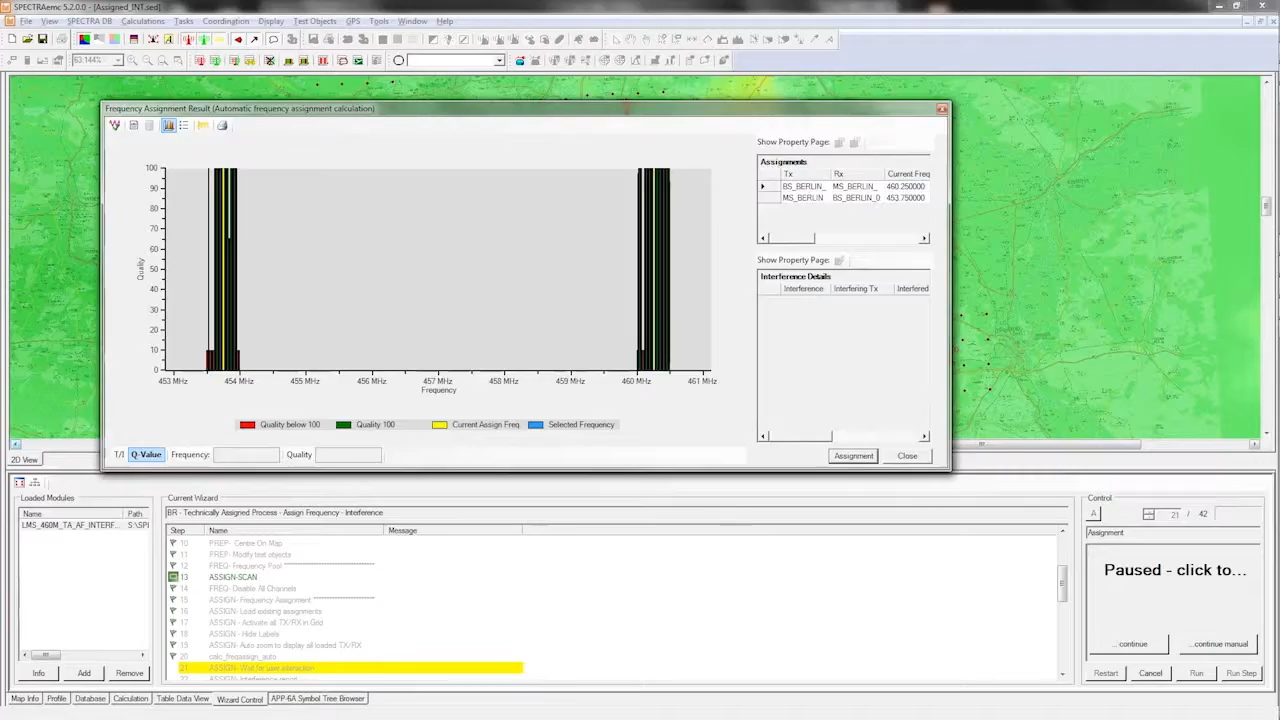 SPECTRAemc 5.2.0.0 - [Assigned_INT.sed]
File View SPECTRA DB Calculations Tasks Coordination Display Test Objects GPS Tools Window Help
63.144%
Frequency Assignment Result (Automatic frequency assignment calculation)
Show Property Page:
Assignments
Tx Rx Current Freq
BS_BERLIN_ MS_BERLIN_ 460.250000
MS_BERLIN BS_BERLIN_0 453.750000
Show Property Page:
Interference Details
Interference Interfering Tx Interfered
100
90
80
70
60
50
40
30
20
10
0
Quality
453 MHz 454 MHz 455 MHz 456 MHz 457 MHz 458 MHz 459 MHz 460 MHz 461 MHz
Frequency
Quality below 100 Quality 100 Current Assign Freq. Selected Frequency
T/I Q-Value Frequency: Quality Assignment Close
2D View
Loaded Modules
Name Path
LMS_460M_TA_AF_INTERF... S:\SPI
Info Add Remove
Current Wizard
BR - Technically Assigned Process - Assign Frequency - Interference
Step Name Message
10 PREP- Centre On Map
11 PREP- Modify test objects
12 FREQ- Frequency Pool ********************
13 ASSIGN-SCAN
14 FREQ- Disable All Channels
15 ASSIGN- Frequency Assignment ********************
16 ASSIGN - Load existing assignments
17 ASSIGN - Activate all TX/RX in Grid
18 ASSIGN - Hide Labels
19 ASSIGN- Auto zoom to display all loaded TX/RX
20 calc_freqassign_auto
21 ASSIGN- Wait for user interaction
22 ASSIGN- Interference report
Control
A 21 / 42
Assignment
Paused - click to...
... continue ...continue manual
Restart Cancel Run Run Step
Map Info Profile Database Calculation Table Data View Wizard Control APP-6A Symbol Tree Browser